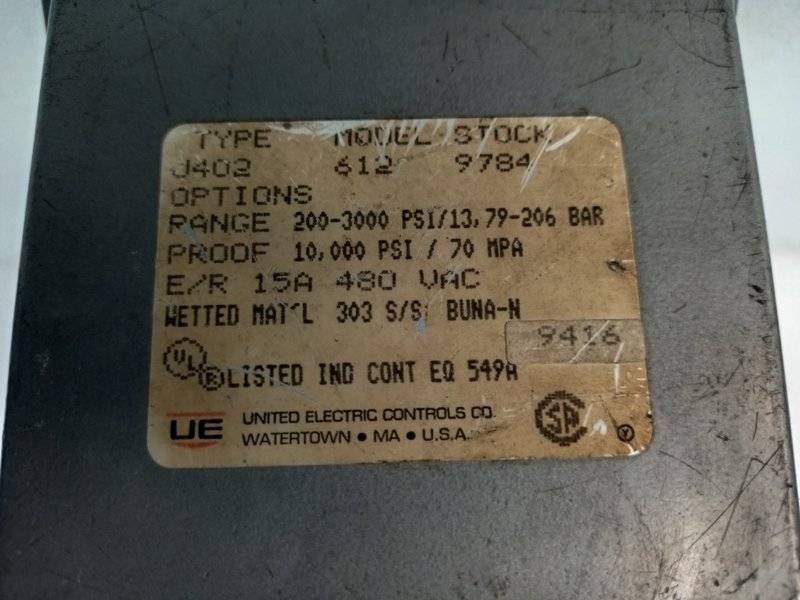 TYPE MODEL STOCK
J402 612 9784
OPTIONS
RANGE 200-3000 PSI/13,79-206 BAR
PROOF 10,000 PSI / 70 MPA
E/R 15A 480 VAC
WETTED MAT'L 303 S/S; BUNA-N
9416
UL ® LISTED IND CONT EQ 549A
UE UNITED ELECTRIC CONTROLS CO.
WATERTOWN • MA • U.S.A.
SA
Y